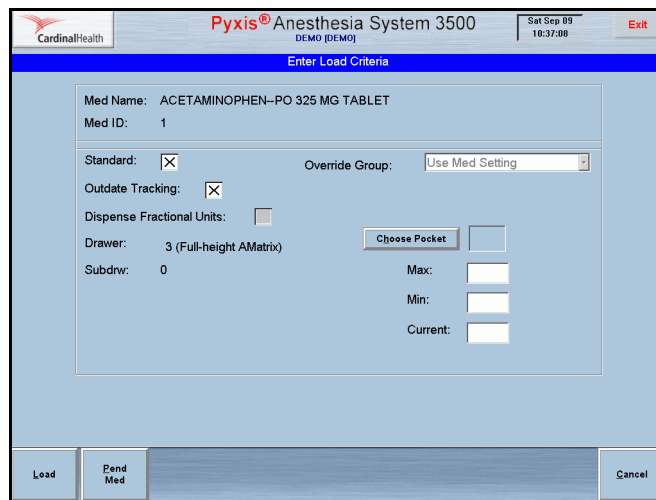 CardinalHealth
Pyxis® Anesthesia System 3500
DEMO [DEMO]
Sat Sep 09
10:37:08
Exit
Enter Load Criteria
Med Name: ACETAMINOPHEN--PO 325 MG TABLET
Med ID: 1
Standard:
Override Group: Use Med Setting
Outdate Tracking:
Dispense Fractional Units:
Drawer: 3 (Full-height AMatrix)
Choose Pocket
Subdrw: 0
Max:
Min:
Current:
Load
Pend
Med
Cancel